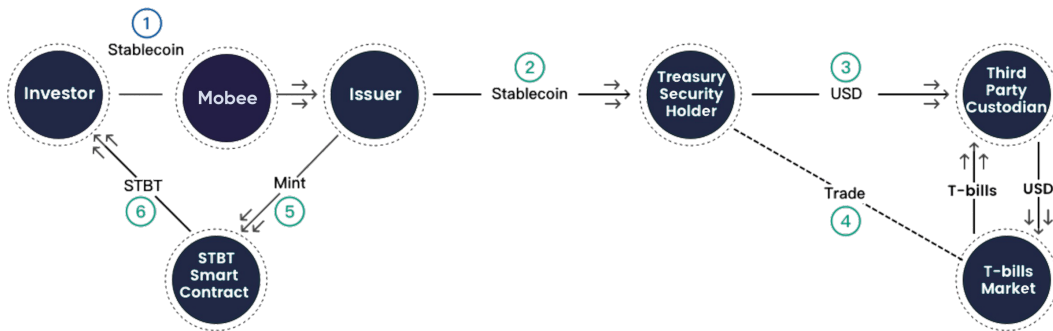 1
Stablecoin
Investor
Mobee
Issuer
2
Stablecoin
Treasury
Security
Holder
3
USD
Third
Party
Custodian
STBT
6
Mint
5
Trade
4
T-bills
USD
STBT
Smart
Contract
T-bills
Market